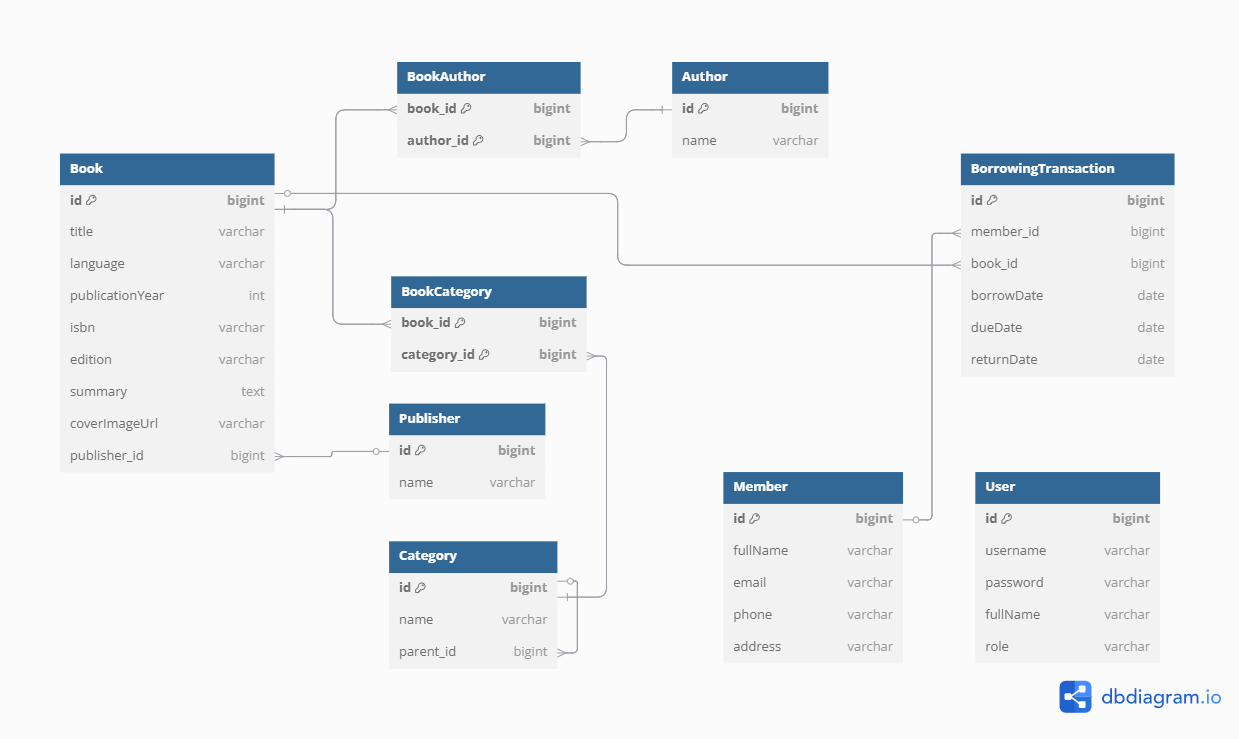 BookAuthor
book_id bigint
author_id bigint
Author
id bigint
name varchar
Book
id bigint
title varchar
language varchar
publicationYear int
isbn varchar
edition varchar
summary text
coverImageUrl varchar
publisher_id bigint
BorrowingTransaction
id bigint
member_id bigint
book_id bigint
borrowDate date
dueDate date
returnDate date
BookCategory
book_id bigint
category_id bigint
Publisher
id bigint
name varchar
Category
id bigint
name varchar
parent_id bigint
Member
id bigint
fullName varchar
email varchar
phone varchar
address varchar
User
id bigint
username varchar
password varchar
fullName varchar
role varchar
dbdiagram.io